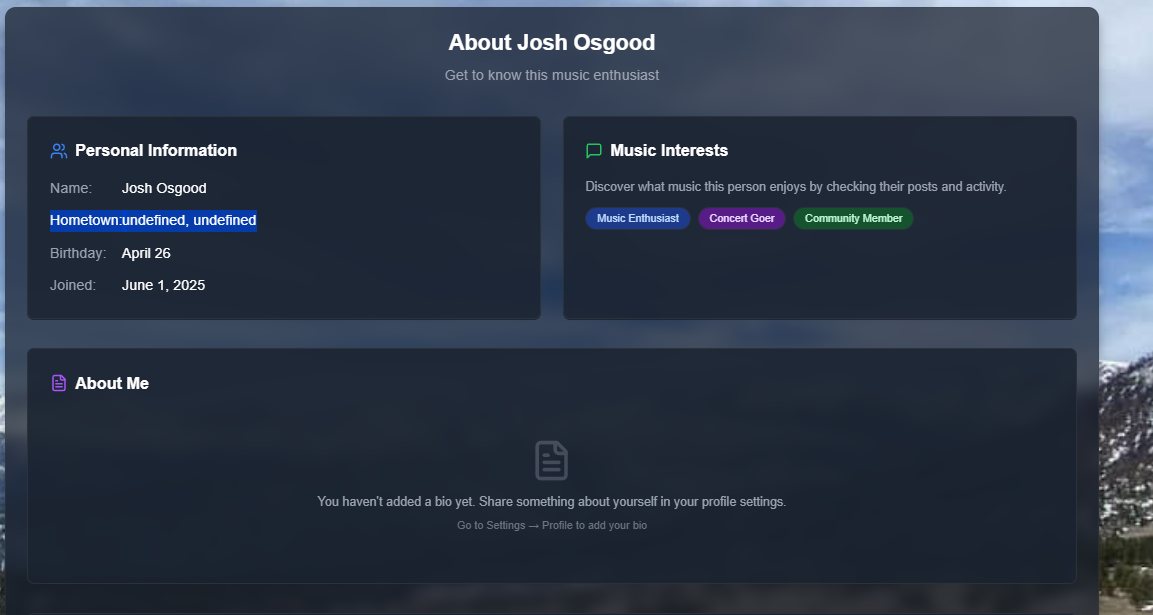 About Josh Osgood
Get to know this music enthusiast
Personal Information
Name: Josh Osgood
Hometown:undefined, undefined
Birthday: April 26
Joined: June 1, 2025
Music Interests
Discover what music this person enjoys by checking their posts and activity.
Music Enthusiast Concert Goer Community Member
About Me
You haven't added a bio yet. Share something about yourself in your profile settings.
Go to Settings → Profile to add your bio